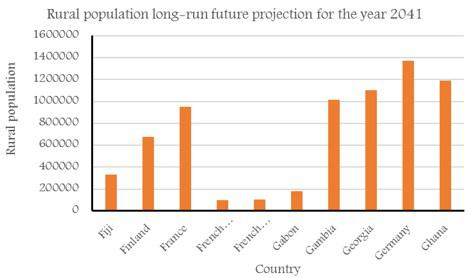 Rural population long-run future projection for the year 2041
Rural population
1600000
1400000
1200000
1000000
800000
600000
400000
200000
0
Fiji
Finland
France
French...
French...
Gabon
Gambia
Georgia
Germany
Ghana
Country